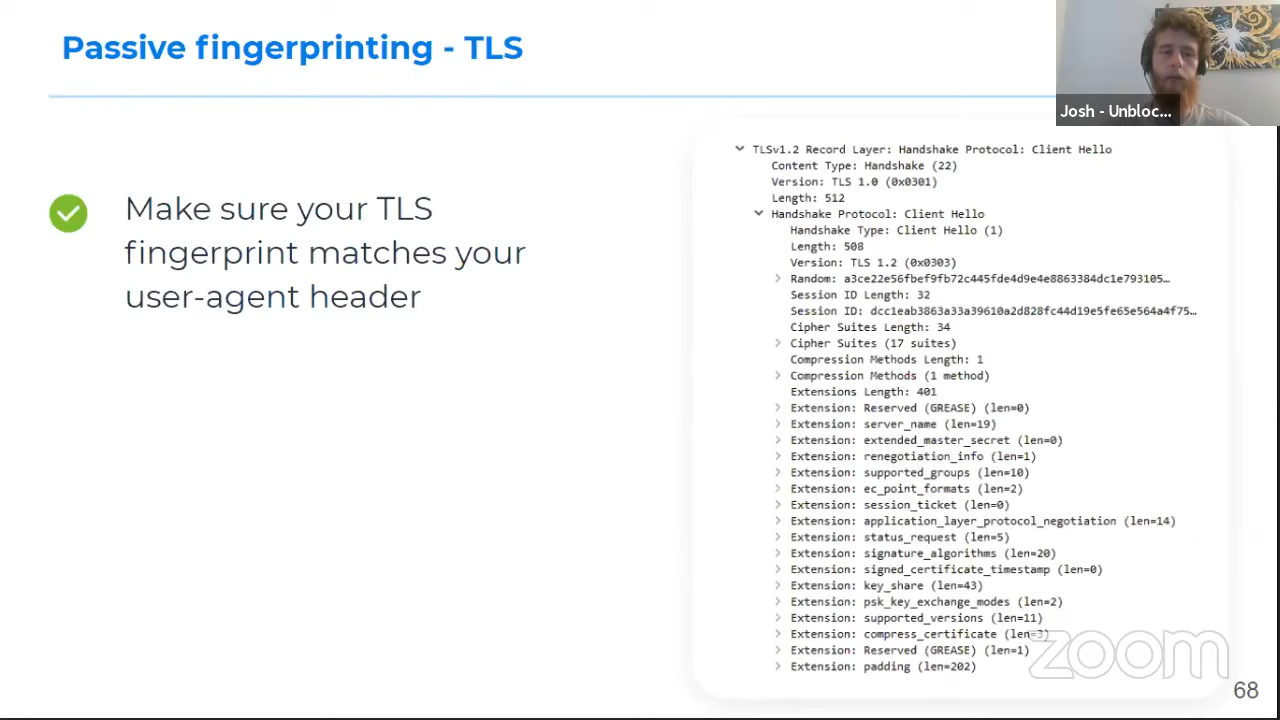 Passive fingerprinting - TLS
Josh - Unbloc...
Make sure your TLS
fingerprint matches your
user-agent header
TLSv1.2 Record Layer: Handshake Protocol: Client Hello
Content Type: Handshake (22)
Version: TLS 1.0 (0x0301)
Length: 512
Handshake Protocol: Client Hello
Handshake Type: Client Hello (1)
Length: 508
Version: TLS 1.2 (0x0303)
Random: a3ce22e56fbef9fb72c445fde4d9e4e8863384dc1e793105…
Session ID Length: 32
Session ID: dcc1eab3863a33a39610a2d828fc44d19e5fe65e564a4f75…
Cipher Suites Length: 34
Cipher Suites (17 suites)
Compression Methods Length: 1
Compression Methods (1 method)
Extensions Length: 401
Extension: Reserved (GREASE) (len=0)
Extension: server_name (len=19)
Extension: extended_master_secret (len=0)
Extension: renegotiation_info (len=1)
Extension: supported_groups (len=10)
Extension: ec_point_formats (len=2)
Extension: session_ticket (len=0)
Extension: application_layer_protocol_negotiation (len=14)
Extension: status_request (len=5)
Extension: signature_algorithms (len=20)
Extension: signed_certificate_timestamp (len=0)
Extension: key_share (len=43)
Extension: psk_key_exchange_modes (len=2)
Extension: supported_versions (len=11)
Extension: compress_certificate (len=3)
Extension: Reserved (GREASE) (len=1)
Extension: padding (len=202)
zoom
68